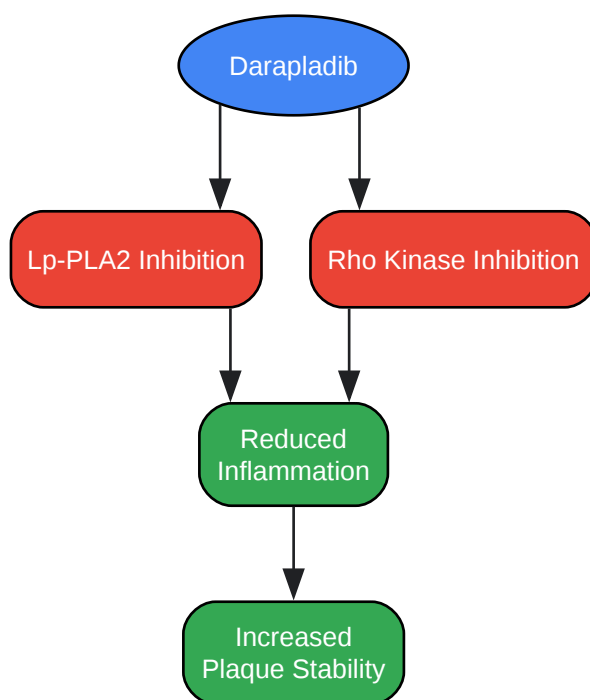 Darapladib
Lp-PLA2 Inhibition
Rho Kinase Inhibition
Reduced
Inflammation
Increased
Plaque Stability